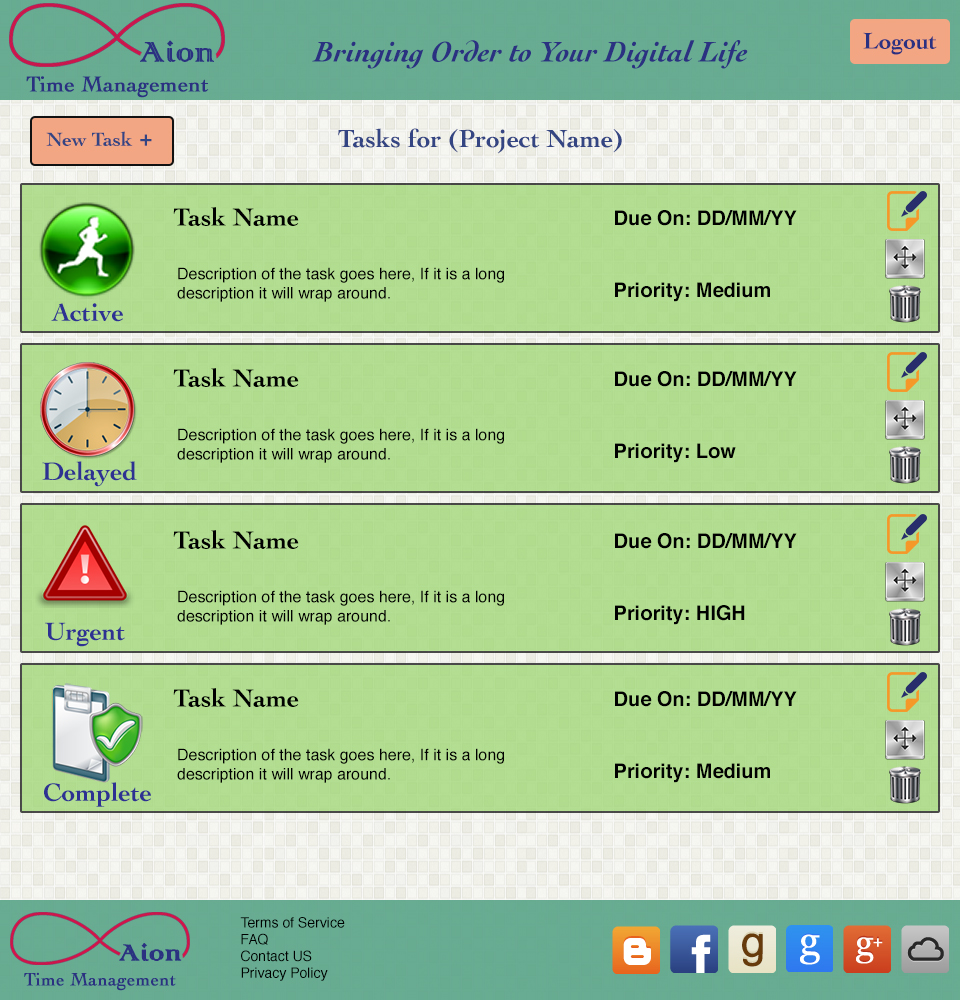 Aion
Time Management
Bringing Order to Your Digital Life
Logout
New Task +
Tasks for (Project Name)
Active
Task Name
Description of the task goes here, If it is a long
description it will wrap around.
Due On: DD/MM/YY
Priority: Medium
Delayed
Task Name
Description of the task goes here, If it is a long
description it will wrap around.
Due On: DD/MM/YY
Priority: Low
Urgent
Task Name
Description of the task goes here, If it is a long
description it will wrap around.
Due On: DD/MM/YY
Priority: HIGH
Complete
Task Name
Description of the task goes here, If it is a long
description it will wrap around.
Due On: DD/MM/YY
Priority: Medium
Aion
Time Management
Terms of Service
FAQ
Contact US
Privacy Policy
f
g
g
g+